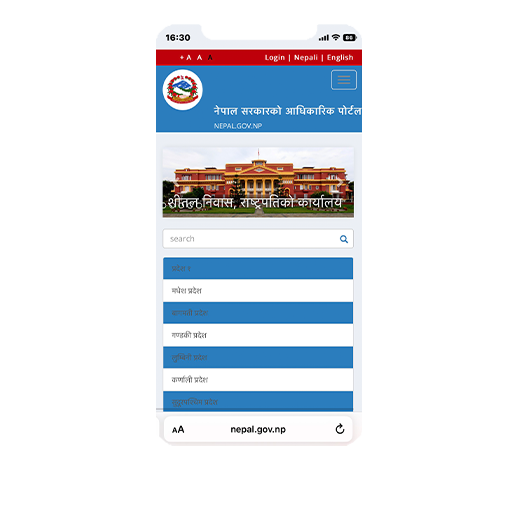 16:30
86
+ A A A
Login | Nepali | English
नेपाल सरकारको आधिकारिक पोर्टल
NEPAL.GOV.NP
शीतल निवास, राष्ट्रपतिको कार्यालय
search
प्रदेश १
मधेश प्रदेश
बागमती प्रदेश
गण्डकी प्रदेश
लुम्बिनी प्रदेश
कर्णाली प्रदेश
सुदूरपश्चिम प्रदेश
AA
nepal.gov.np